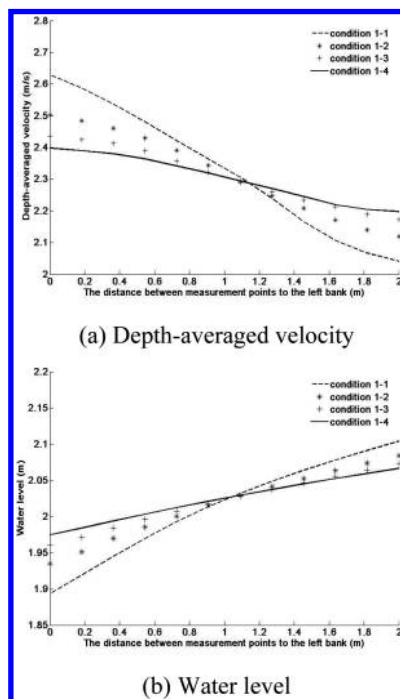 2.8
2.7
2.6
2.5
2.4
2.3
2.2
2.1
2
Depth-averaged velocity (m/s)
condition 1-1
condition 1-2
condition 1-3
condition 1-4
0 0.2 0.4 0.6 0.8 1 1.2 1.4 1.6 1.8 2
The distance between measurement points to the left bank (m)
(a) Depth-averaged velocity
2.2
2.15
2.1
2.05
2
1.95
1.9
1.85
Water level (m)
condition 1-1
condition 1-2
condition 1-3
condition 1-4
0 0.2 0.4 0.6 0.8 1 1.2 1.4 1.6 1.8 2
The distance between measurement points to the left bank (m)
(b) Water level